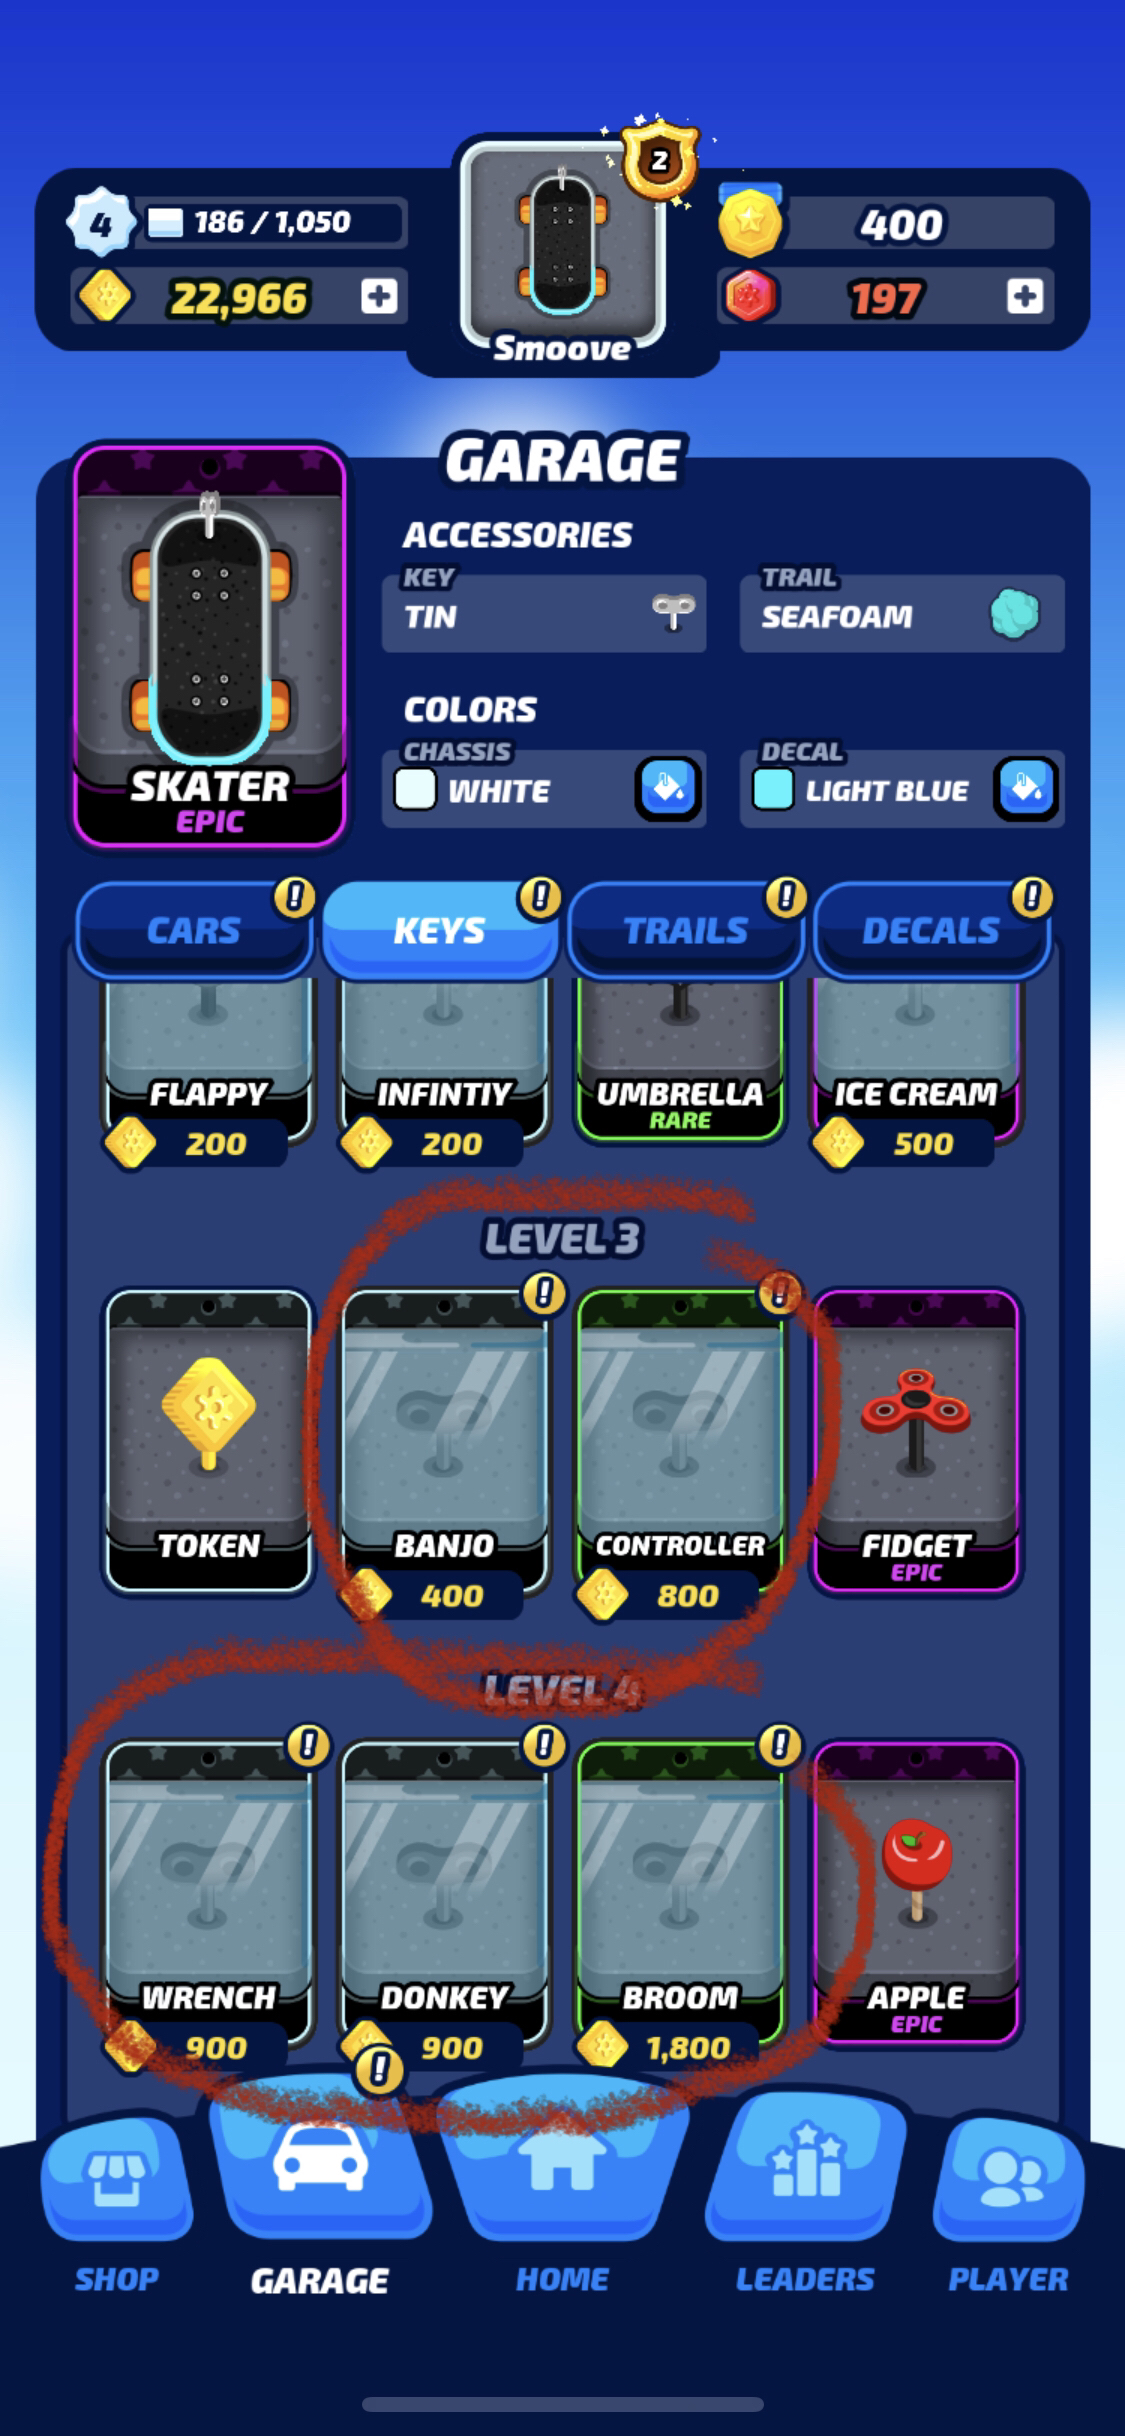 2
4 186 / 1,050
400
22,966 +
197 +
Smoove
GARAGE
ACCESSORIES
KEY
TIN
TRAIL
SEAFOAM
COLORS
CHASSIS
WHITE
DECAL
LIGHT BLUE
SKATER
EPIC
! ! ! !
CARS KEYS TRAILS DECALS
FLAPPY INFINTIY UMBRELLA ICE CREAM
RARE
200 200 500
LEVEL 3
! !
TOKEN BANJO CONTROLLER FIDGET
EPIC
400 800
LEVEL 4
! ! !
WRENCH DONKEY BROOM APPLE
EPIC
900 900 1,800
!
SHOP GARAGE HOME LEADERS PLAYER